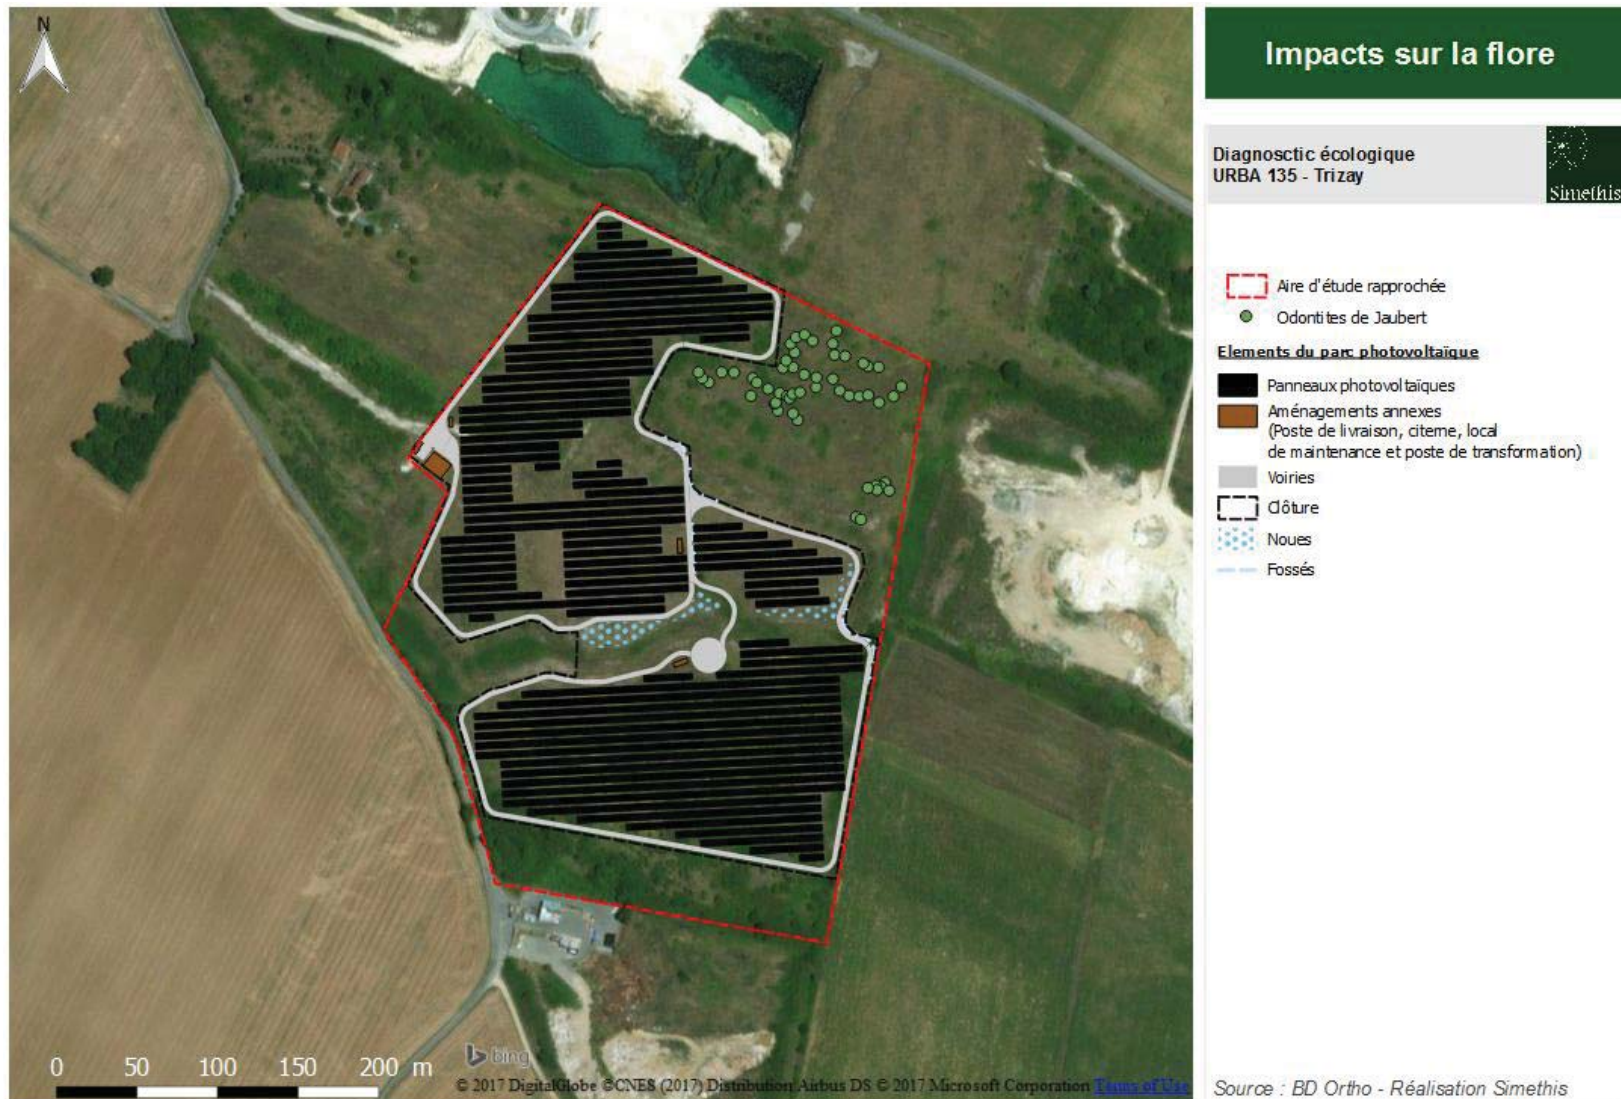 N
Impacts sur la flore
Diagnosctic écologique
URBA 135 - Trizay
Simethis
Aire d'étude rapprochée
Odontites de Jaubert
Elements du parc photovoltaïque
Panneaux photovoltaïques
Aménagements annexes
(Poste de livraison, citerne, local
de maintenance et poste de transformation)
Voiries
Clôture
Noues
Fossés
0 50 100 150 200 m
bing
© 2017 DigitalGlobe ©CNES (2017) Distribution Airbus DS © 2017 Microsoft Corporation Terms of Use
Source : BD Ortho - Réalisation Simethis